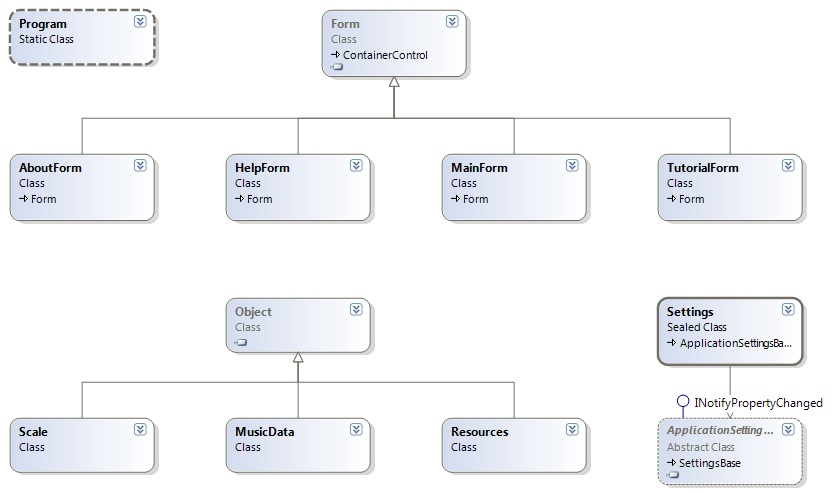 Program
Static Class
Form
Class
ContainerControl
AboutForm
Class
Form
HelpForm
Class
Form
MainForm
Class
Form
TutorialForm
Class
Form
Object
Class
Settings
Sealed Class
ApplicationSettingsBa...
INotifyPropertyChanged
Scale
Class
MusicData
Class
Resources
Class
ApplicationSetting...
Abstract Class
SettingsBase